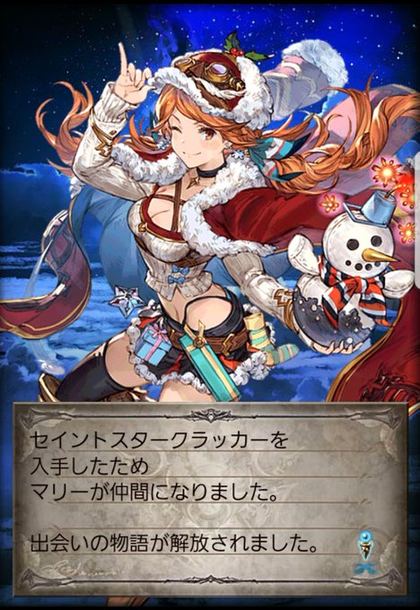 セイントスタークラッカーを
入手したため
マリーが仲間になりました。
出会いの物語が解放されました。